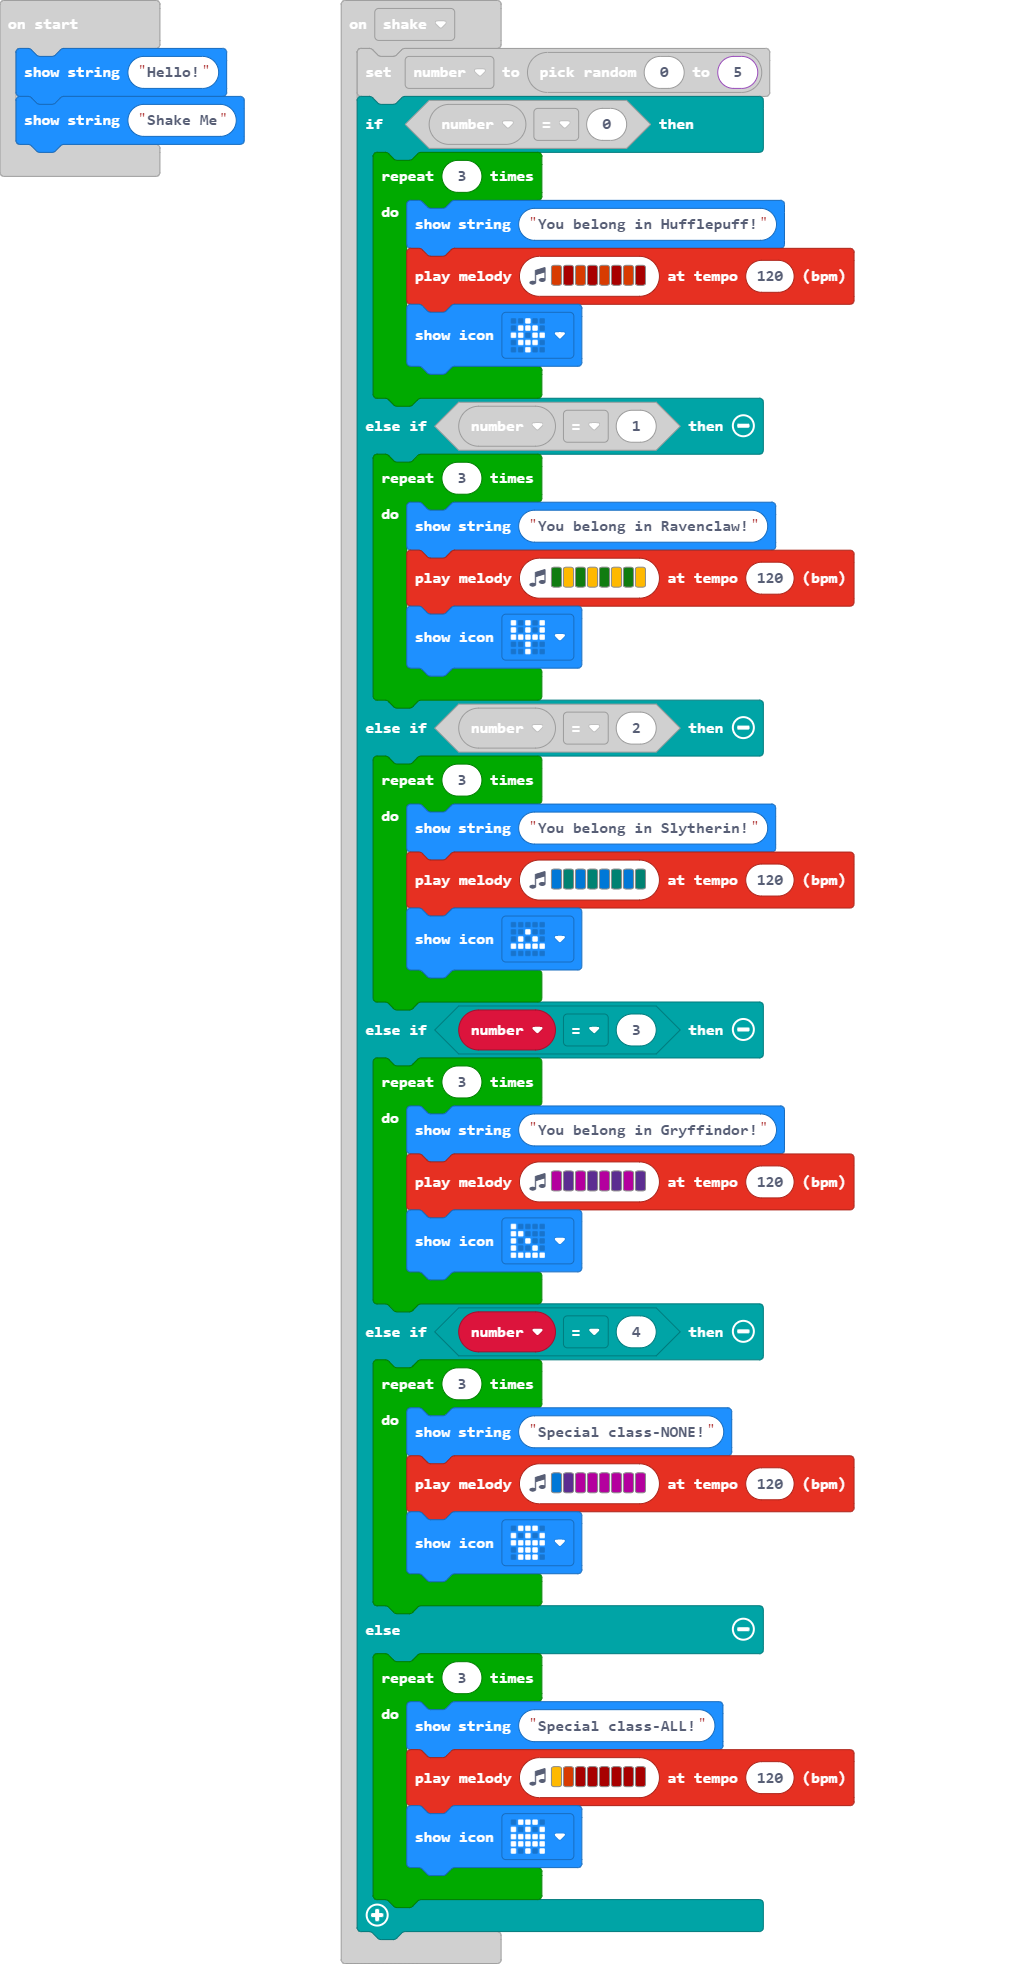 on start
show string "Hello!"
show string "Shake Me"
on shake
set number to pick random 0 to 5
if number = 0 then
repeat 3 times
do
show string "You belong in Hufflepuff!"
play melody at tempo 120 (bpm)
show icon
else if number = 1 then
repeat 3 times
do
show string "You belong in Ravenclaw!"
play melody at tempo 120 (bpm)
show icon
else if number = 2 then
repeat 3 times
do
show string "You belong in Slytherin!"
play melody at tempo 120 (bpm)
show icon
else if number = 3 then
repeat 3 times
do
show string "You belong in Gryffindor!"
play melody at tempo 120 (bpm)
show icon
else if number = 4 then
repeat 3 times
do
show string "Special class-NONE!"
play melody at tempo 120 (bpm)
show icon
else
repeat 3 times
do
show string "Special class-ALL!"
play melody at tempo 120 (bpm)
show icon